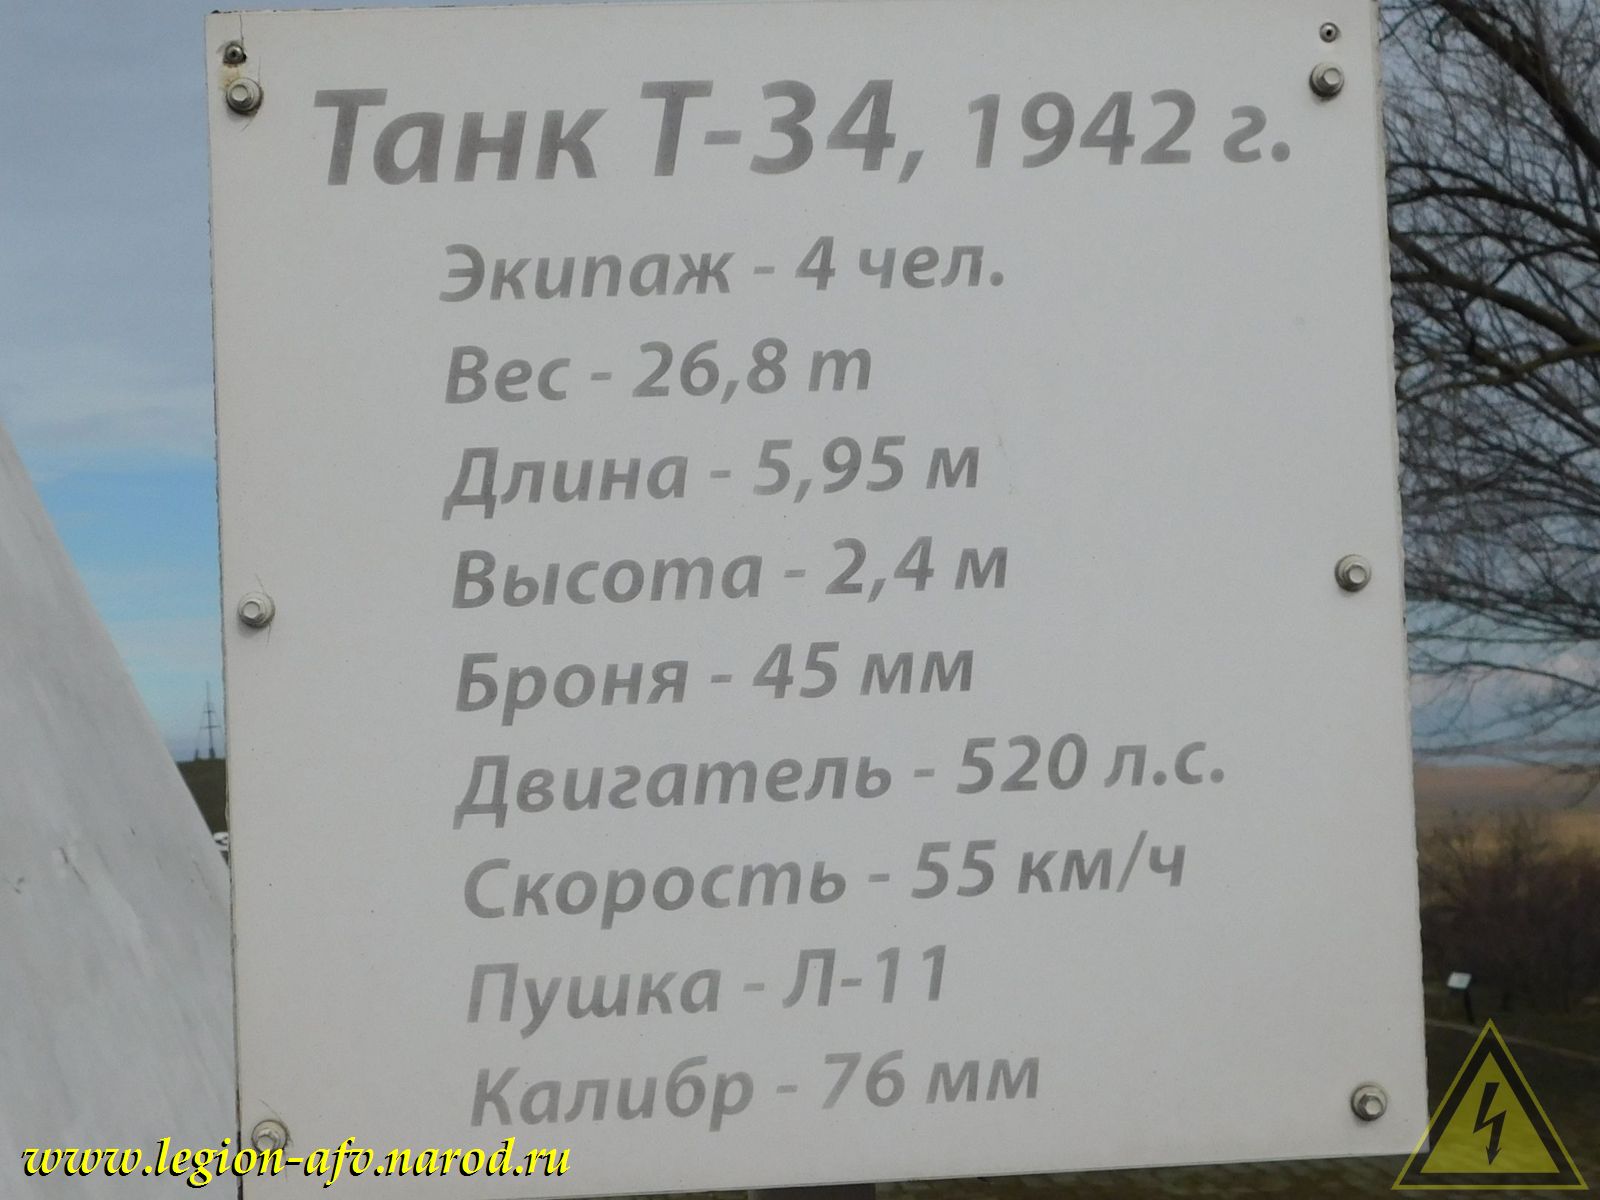 Танк Т-34, 1942 г.
Экипаж - 4 чел.
Вес - 26,8 т
Длина - 5,95 м
Высота - 2,4 м
Броня - 45 мм
Двигатель - 520 л.с.
Скорость - 55 км/ч
Пушка - Л-11
Калибр - 76 мм
www.legion-afv.narod.ru